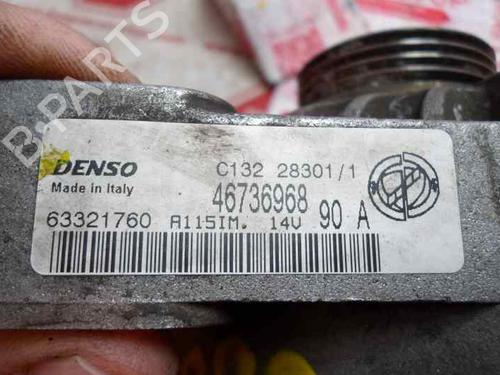 B-PARTS
DENSO
Made in Italy
C132 28301/1
46736968
63321760 A115IM. 14V 90 A